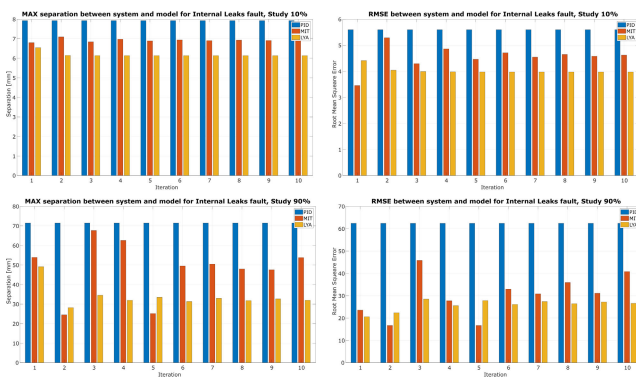 MAX separation between system and model for Internal Leaks fault, Study 10%
8
7
6
5
4
3
2
1
0
Separation [mm]
1 2 3 4 5 6 7 8 9 10
Iteration
PID
MIT
LYA
RMSE between system and model for Internal Leaks fault, Study 10%
6
5
4
3
2
1
0
Root Mean Squeere Error
1 2 3 4 5 6 7 8 9 10
Iteration
PID
MIT
LYA
MAX separation between system and model for Internal Leaks fault, Study 90%
80
70
60
50
40
30
20
10
0
Separation [mm]
1 2 3 4 5 6 7 8 9 10
Iteration
PID
MIT
LYA
RMSE between system and model for Internal Leaks fault, Study 90%
70
60
50
40
30
20
10
0
Root Mean Squeere Error
1 2 3 4 5 6 7 8 9 10
Iteration
PID
MIT
LYA